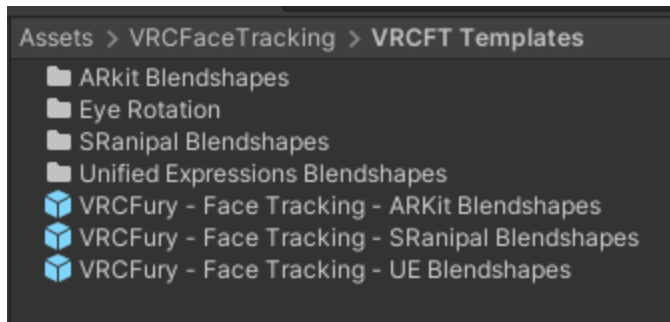 Assets > VRCFaceTracking > VRCFT Templates
ARkit Blendshapes
Eye Rotation
SRanipal Blendshapes
Unified Expressions Blendshapes
VRCFury - Face Tracking - ARKit Blendshapes
VRCFury - Face Tracking - SRanipal Blendshapes
VRCFury - Face Tracking - UE Blendshapes